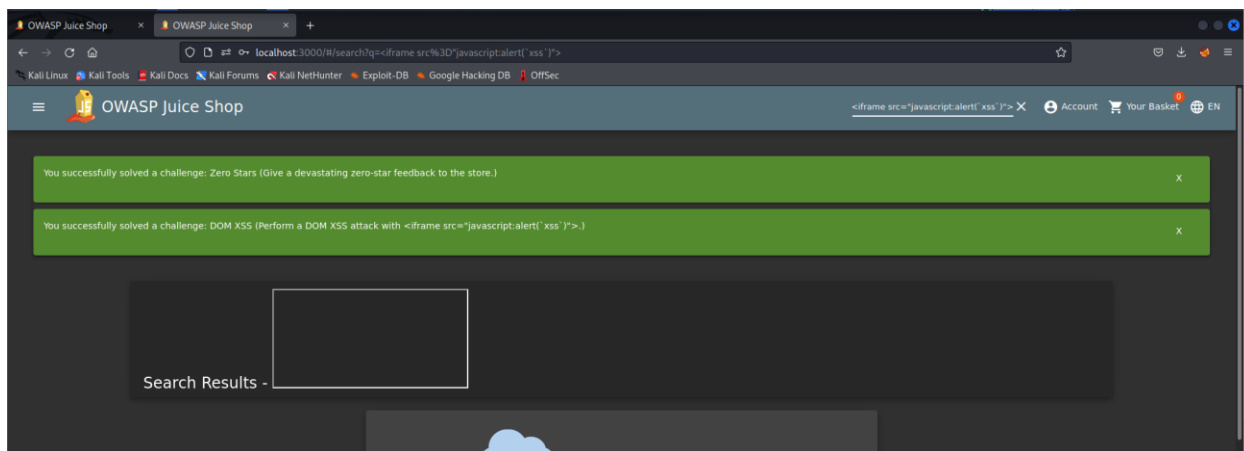 OWASP Juice Shop × OWASP Juice Shop × +
localhost:3000/#/search?q=<iframe src%3D"javascript:alert(`xss`)">
Kali Linux Kali Tools Kali Docs Kali Forums Kali NetHunter Exploit-DB Google Hacking DB OffSec
OWASP Juice Shop <iframe src="javascript:alert(`xss`)"> X Account Your Basket 0 EN
You successfully solved a challenge: Zero Stars (Give a devastating zero-star feedback to the store.) X
You successfully solved a challenge: DOM XSS (Perform a DOM XSS attack with <iframe src="javascript:alert(`xss`)">.) X
Search Results -